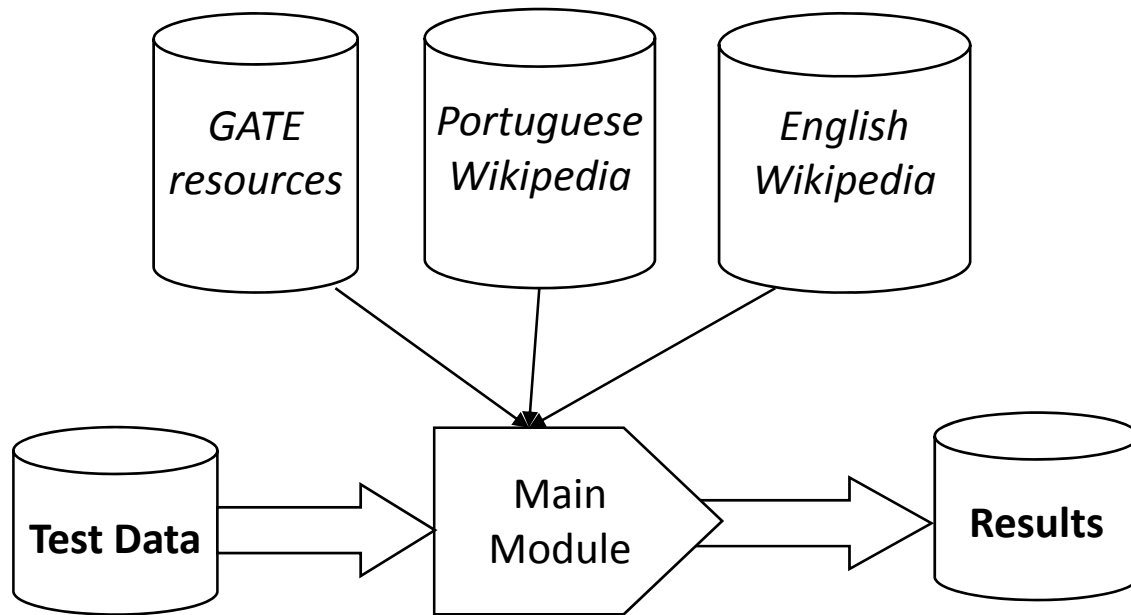 GATE
resources
Portuguese
Wikipedia
English
Wikipedia
Test Data
Main
Module
Results